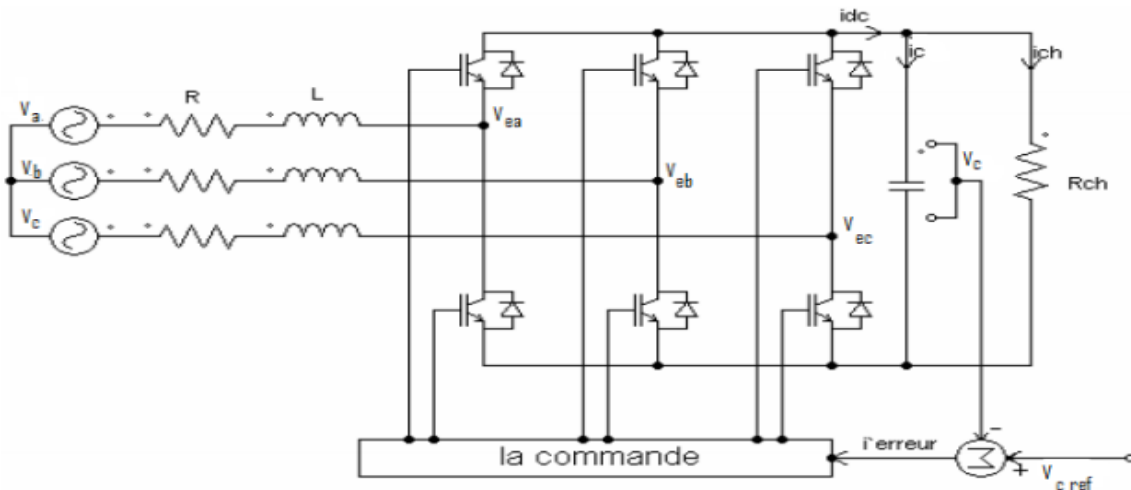 idc
ic
ich
R
L
Va
Vea
Vb
Veb
Vc
Vec
Vc
Rch
la commande
l'erreur
Σ
-
+
Vc ref